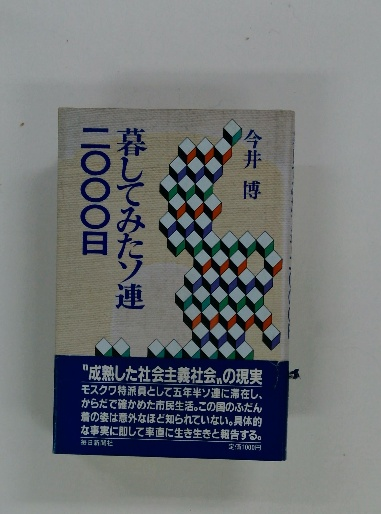 暮してみたソ連
二〇〇〇日
今井 博
"成熟した社会主義社会"の現実
モスクワ特派員として五年半ソ連に滞在し、
からだで確かめた市民生活。この国のふだん
着の姿は意外なほど知られていない。具体的
な事実に即して率直に生き生きと報告する。
毎日新聞社
定価1000円